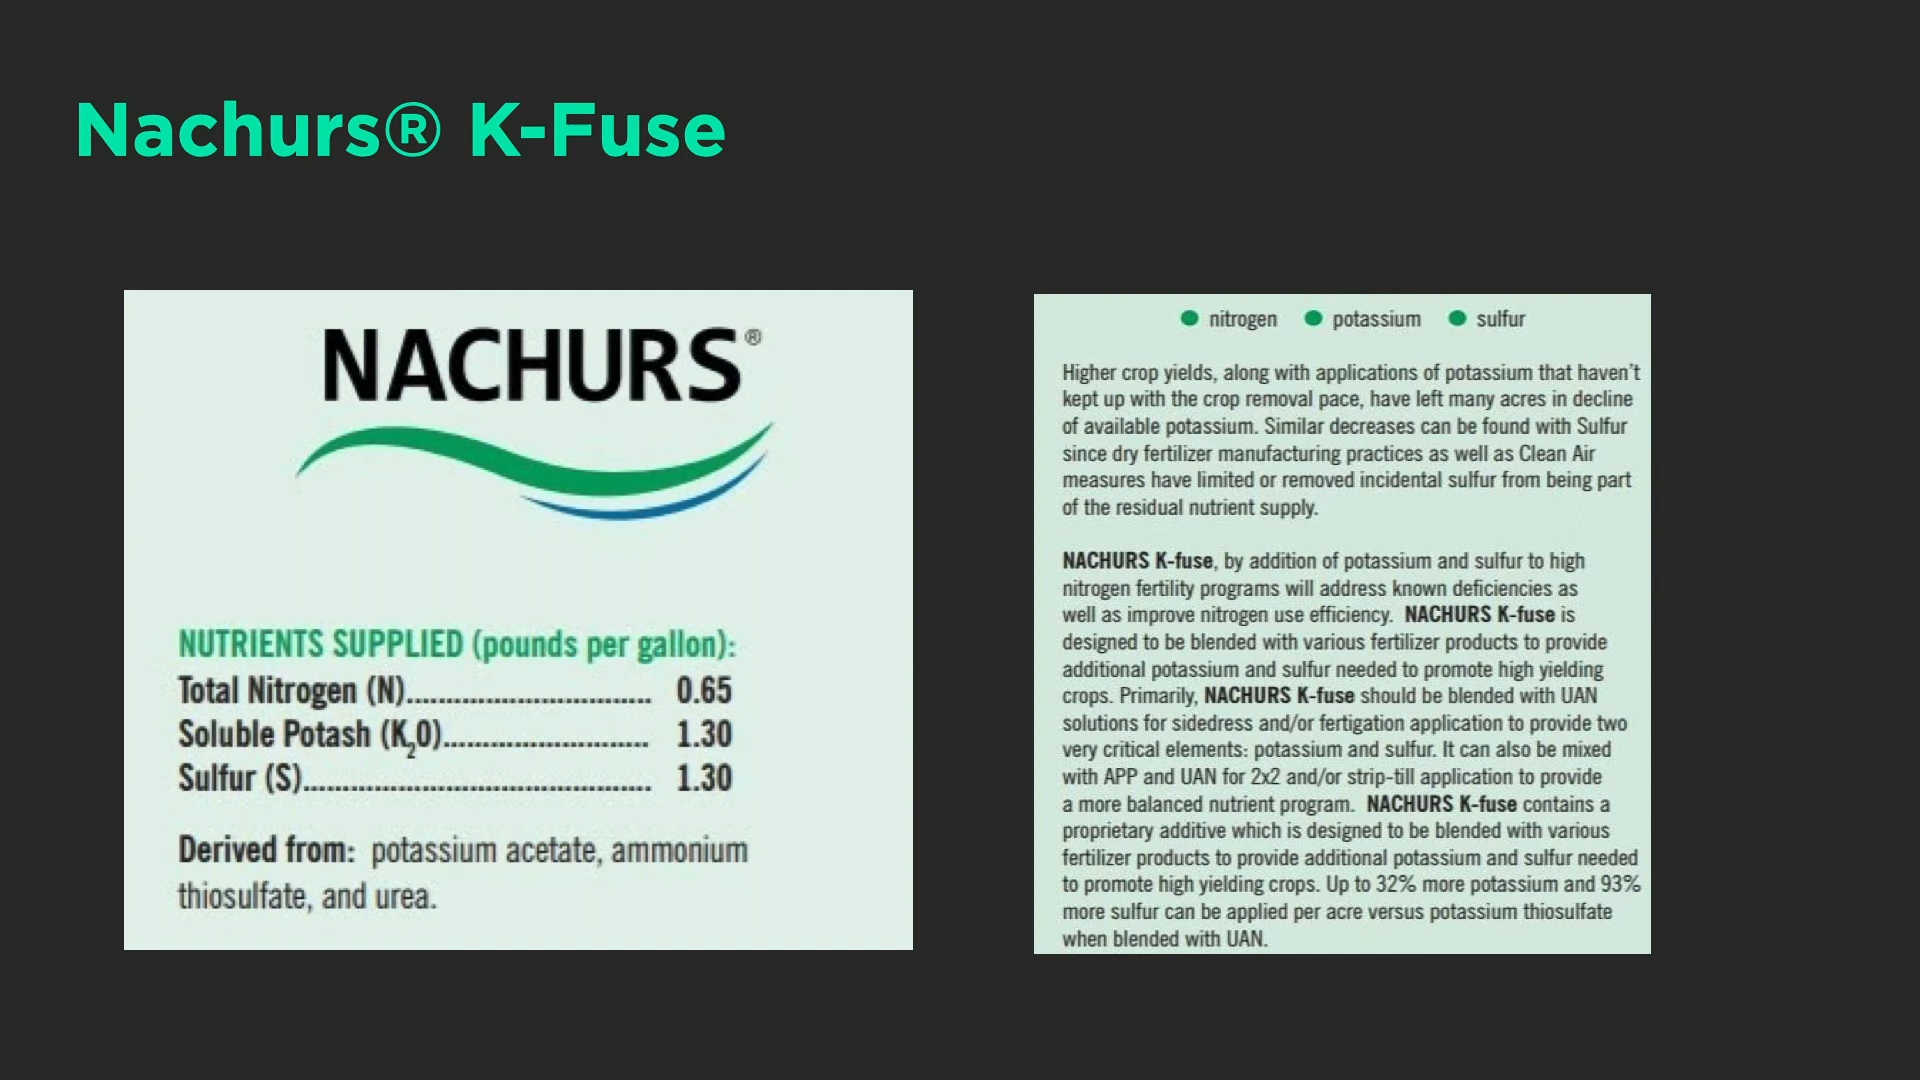 Nachurs® K-Fuse
NACHURS®
NUTRIENTS SUPPLIED (pounds per gallon):
Total Nitrogen (N)............................... 0.65
Soluble Potash (K₂O).......................... 1.30
Sulfur (S)............................................ 1.30
Derived from: potassium acetate, ammonium
thiosulfate, and urea.
● nitrogen ● potassium ● sulfur
Higher crop yields, along with applications of potassium that haven't
kept up with the crop removal pace, have left many acres in decline
of available potassium. Similar decreases can be found with Sulfur
since dry fertilizer manufacturing practices as well as Clean Air
measures have limited or removed incidental sulfur from being part
of the residual nutrient supply.
NACHURS K-fuse, by addition of potassium and sulfur to high
nitrogen fertility programs will address known deficiencies as
well as improve nitrogen use efficiency. NACHURS K-fuse is
designed to be blended with various fertilizer products to provide
additional potassium and sulfur needed to promote high yielding
crops. Primarily, NACHURS K-fuse should be blended with UAN
solutions for sidedress and/or fertigation application to provide two
very critical elements: potassium and sulfur. It can also be mixed
with APP and UAN for 2x2 and/or strip-till application to provide
a more balanced nutrient program. NACHURS K-fuse contains a
proprietary additive which is designed to be blended with various
fertilizer products to provide additional potassium and sulfur needed
to promote high yielding crops. Up to 32% more potassium and 93%
more sulfur can be applied per acre versus potassium thiosulfate
when blended with UAN.